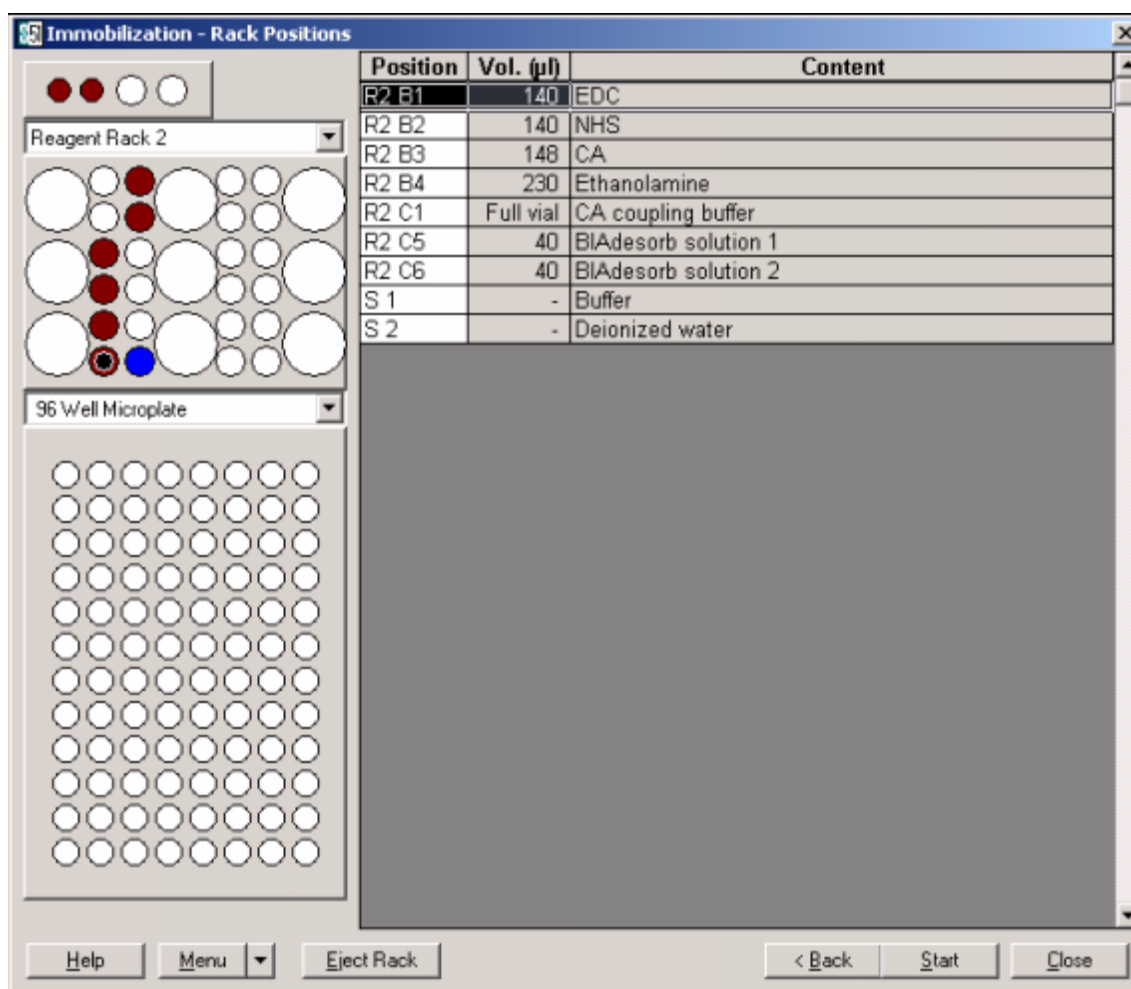 S51 Immobilization - Rack Positions
Reagent Rack 2
96 Well Microplate
Position Vol. (µl) Content
R2 B1 140 EDC
R2 B2 140 NHS
R2 B3 148 CA
R2 B4 230 Ethanolamine
R2 C1 Full vial CA coupling buffer
R2 C5 40 BIAdesorb solution 1
R2 C6 40 BIAdesorb solution 2
S 1 - Buffer
S 2 - Deionized water
Help Menu Eject Rack < Back Start Close